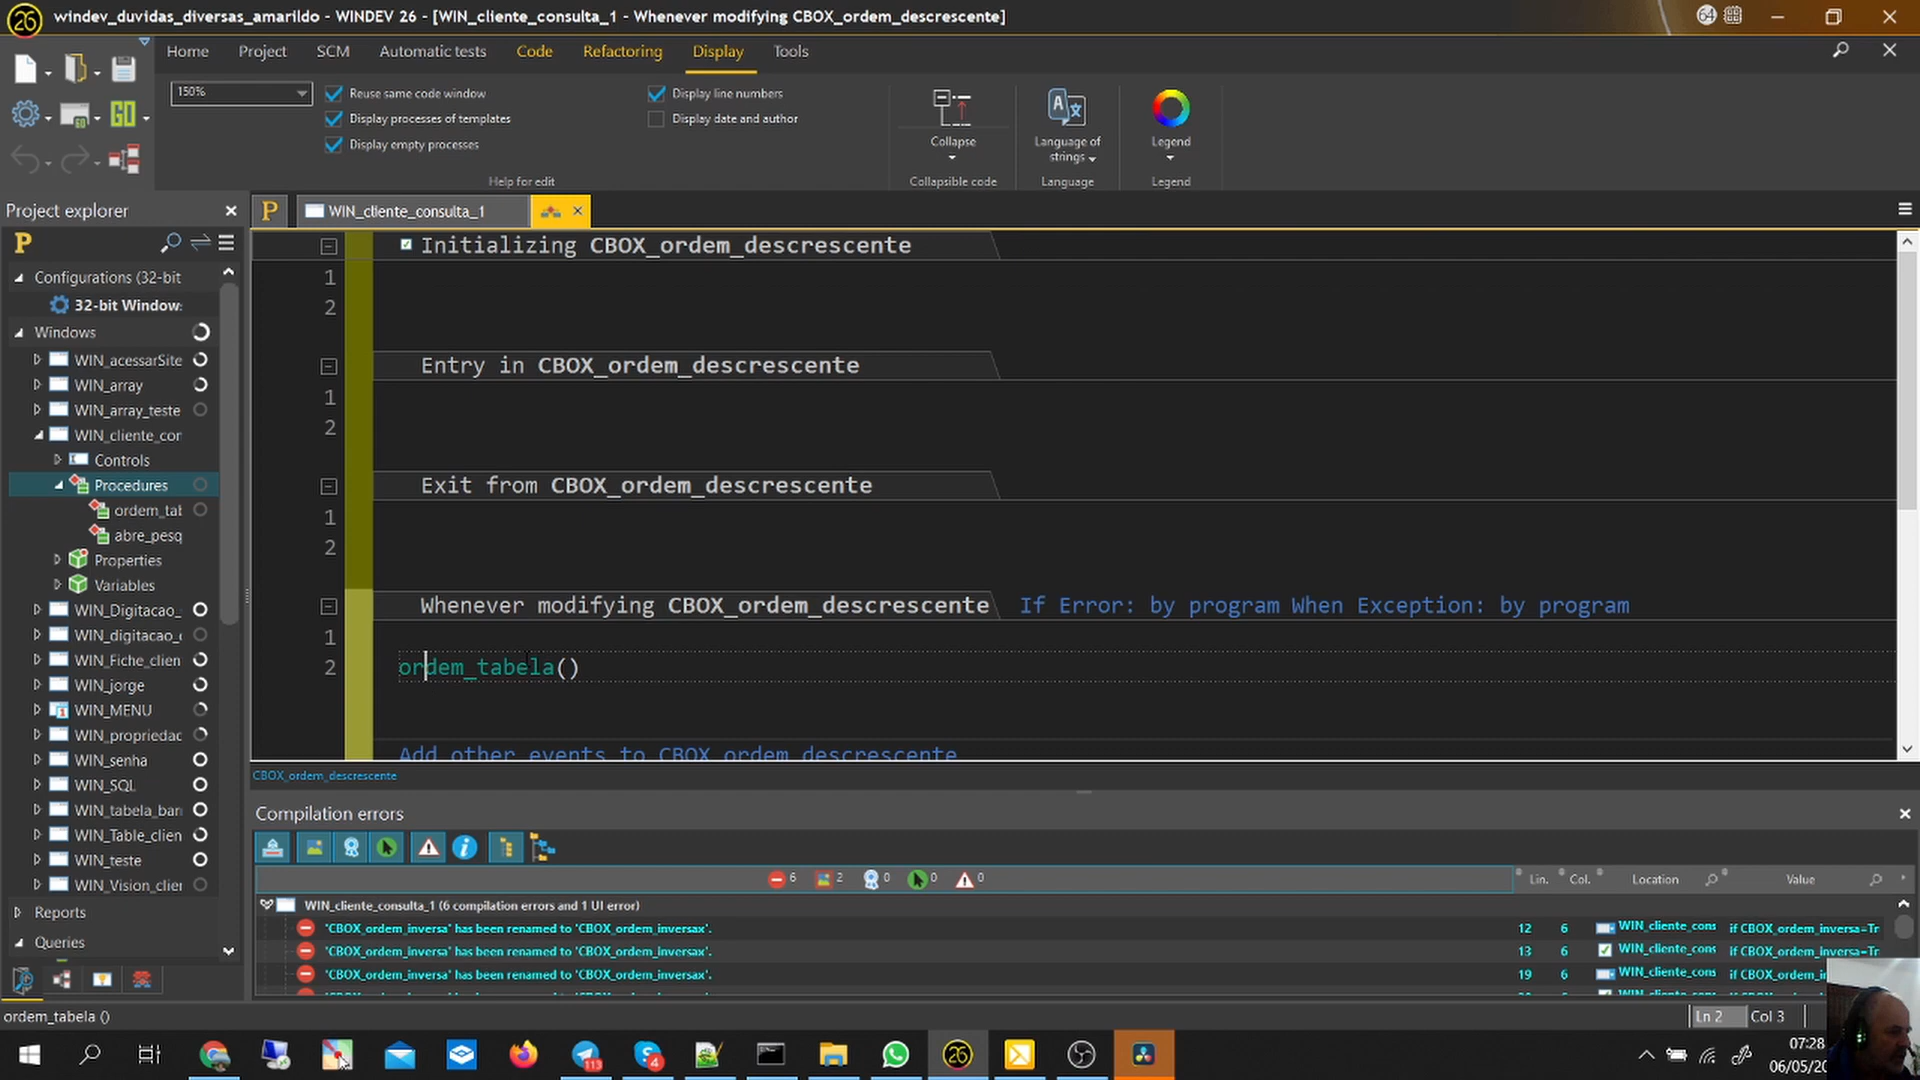 26
windev_duvidas_diversas_amarildo - WINDEV 26 - [WIN_cliente_consulta_1 - Whenever modifying CBOX_ordem_descrescente]
64
Home Project SCM Automatic tests Code Refactoring Display Tools
150%
Reuse same code window
Display processes of templates
Display empty processes
Display line numbers
Display date and author
Help for edit
Collapse
Collapsible code
Language of strings
Language
Legend
Legend
GO
Project explorer
WIN_cliente_consulta_1
Configurations (32-bit
32-bit Window:
Windows
WIN_acessarSite
WIN_array
WIN_array_teste
WIN_cliente_cor
Controls
Procedures
ordem_tab
abre_pesq
Properties
Variables
WIN_Digitacao_
WIN_digitacao_
WIN_Fiche_clien
WIN_jorge
WIN_MENU
WIN_propriedac
WIN_senha
WIN_SQL
WIN_tabela_bar
WIN_Table_clien
WIN_teste
WIN_Vision_clier
Reports
Queries
Initializing CBOX_ordem_descrescente
1
2
Entry in CBOX_ordem_descrescente
1
2
Exit from CBOX_ordem_descrescente
1
2
Whenever modifying CBOX_ordem_descrescente If Error: by program When Exception: by program
1
2 ordem_tabela()
Add other events to CBOX_ordem_descrescente
CBOX_ordem_descrescente
Compilation errors
6 2 0 0 0 Lin. Col. Location Value
WIN_cliente_consulta_1 (6 compilation errors and 1 UI error)
'CBOX_ordem_inversa' has been renamed to 'CBOX_ordem_inversax'. 12 6 WIN_cliente_cons if CBOX_ordem_inversa=Tr
'CBOX_ordem_inversa' has been renamed to 'CBOX_ordem_inversax'. 13 6 WIN_cliente_cons if CBOX_ordem_inversa=Tr
'CBOX_ordem_inversa' has been renamed to 'CBOX_ordem_inversax'. 19 6 WIN_cliente_cons if CBOX_ordem_in
ordem_tabela () Ln 2 Col 3
113
4
26
07:28
06/05/20